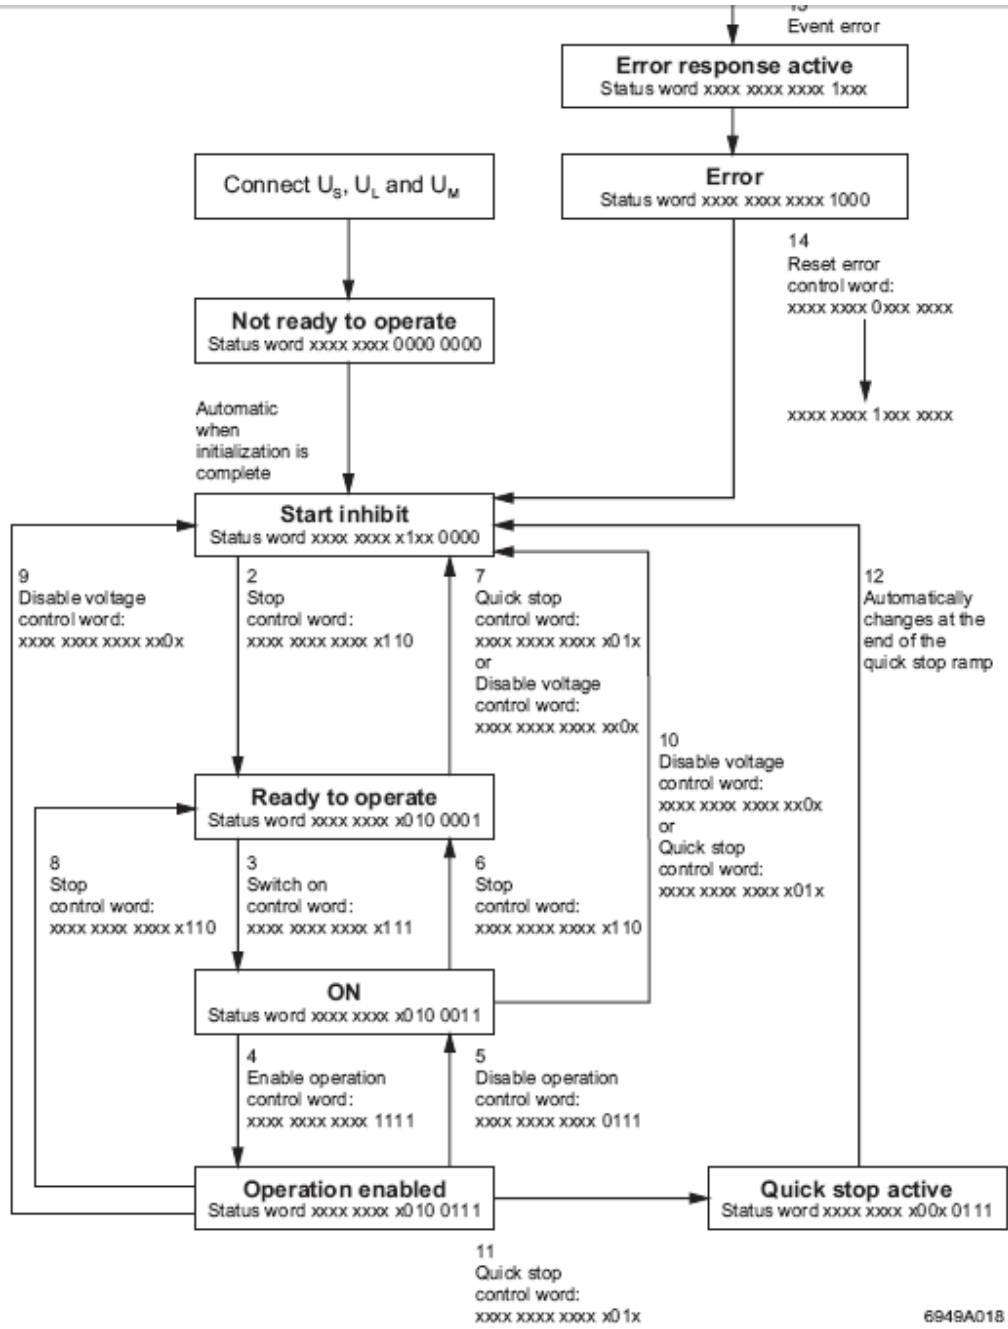 Event error
Error response active
Status word xxxx xxxx xxxx 1xxx
Error
Status word xxxx xxxx xxxx 1000
14
Reset error
control word:
xxxx xxxx 0xxx xxxx
xxxx xxxx 1xxx xxxx
Connect US, UL and UM
Not ready to operate
Status word xxxx xxxx 0000 0000
Automatic
when
initialization is
complete
Start inhibit
Status word xxxx xxxx x1xx 0000
9
Disable voltage
control word:
xxxx xxxx xxxx xx0x
2
Stop
control word:
xxxx xxxx xxxx x110
7
Quick stop
control word:
xxxx xxxx xxxx x01x
or
Disable voltage
control word:
xxxx xxxx xxxx xx0x
12
Automatically
changes at the
end of the
quick stop ramp
10
Disable voltage
control word:
xxxx xxxx xxxx xx0x
or
Quick stop
control word:
xxxx xxxx xxxx x01x
Ready to operate
Status word xxxx xxxx x010 0001
8
Stop
control word:
xxxx xxxx xxxx x110
3
Switch on
control word:
xxxx xxxx xxxx x111
6
Stop
control word:
xxxx xxxx xxxx x110
ON
Status word xxxx xxxx x010 0011
4
Enable operation
control word:
xxxx xxxx xxxx 1111
5
Disable operation
control word:
xxxx xxxx xxxx 0111
Operation enabled
Status word xxxx xxxx x010 0111
Quick stop active
Status word xxxx xxxx x00x 0111
11
Quick stop
control word:
xxxx xxxx xxxx x01x
6949A018